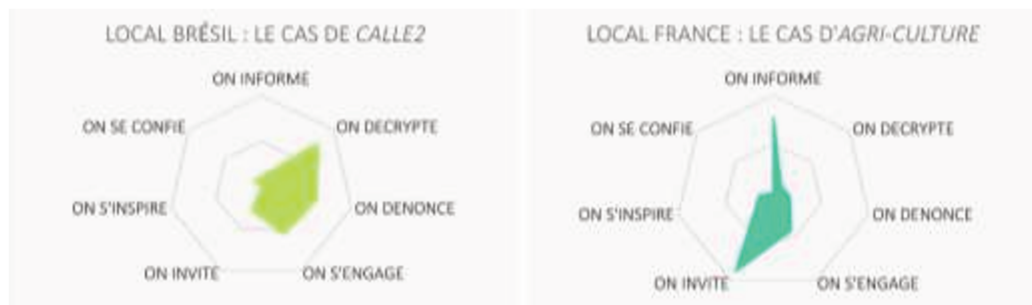 LOCAL BRÉSIL : LE CAS DE CALLE2
ON INFORME
ON SE CONFIE
ON DECRYPTE
ON S'INSPIRE
ON DENONCE
ON INVITE
ON S'ENGAGE
LOCAL FRANCE : LE CAS D'AGRI-CULTURE
ON INFORME
ON SE CONFIE
ON DECRYPTE
ON S'INSPIRE
ON DENONCE
ON INVITE
ON S'ENGAGE